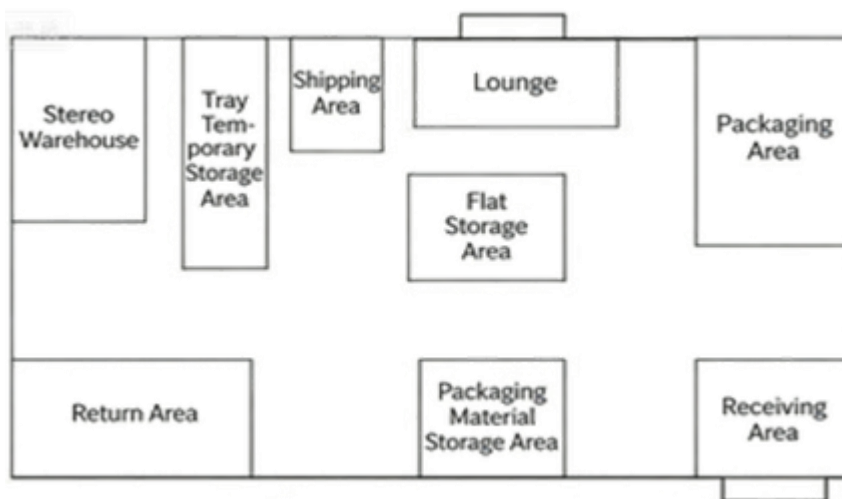 Stereo
Warehouse
Tray
Tem-
porary
Storage
Area
Shipping
Area
Lounge
Packaging
Area
Flat
Storage
Area
Return Area
Packaging
Material
Storage Area
Receiving
Area